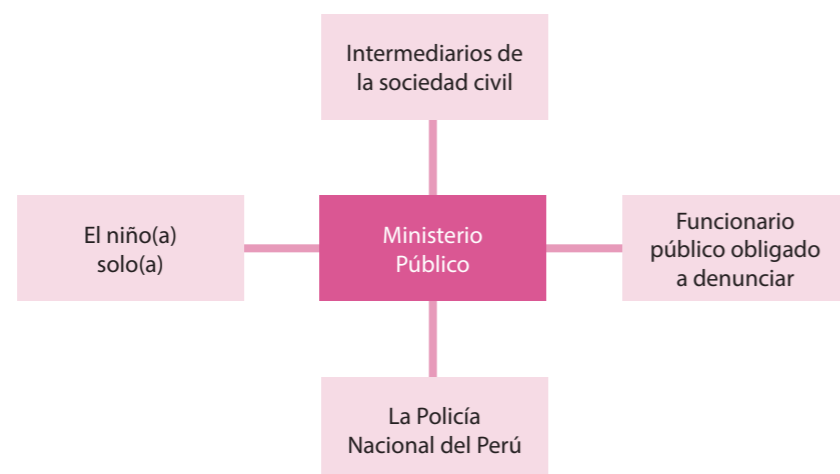 Intermediarios de
la sociedad civil
El niño(a)
solo(a)
Ministerio
Público
Funcionario
público obligado
a denunciar
La Policía
Nacional del Perú